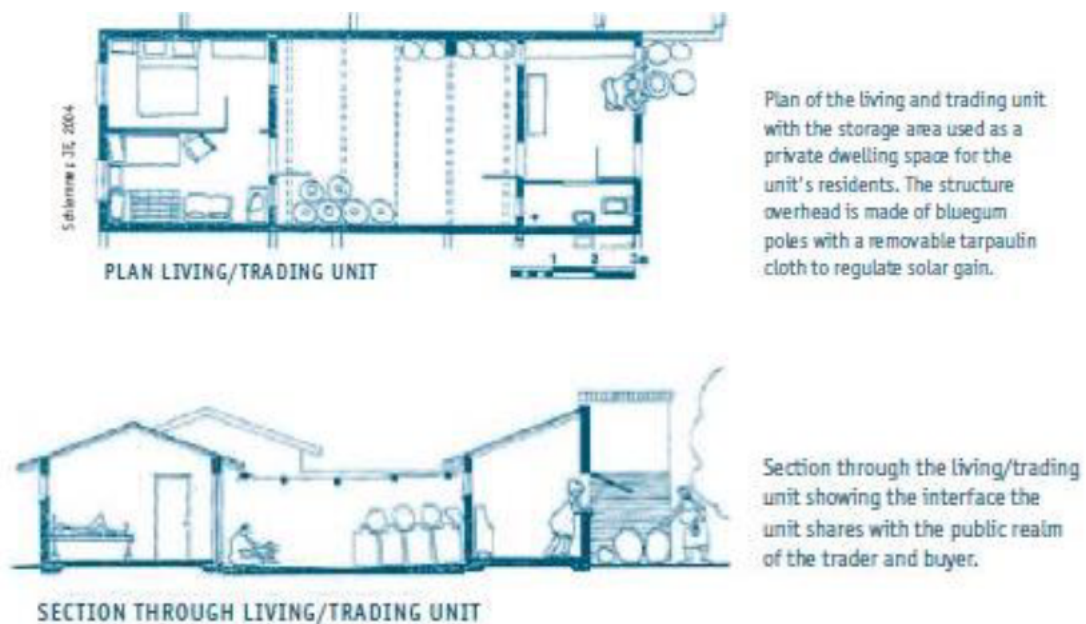 Plan of the living and trading unit
with the storage area used as a
private dwelling space for the
unit's residents. The structure
overhead is made of bluegum
poles with a removable tarpaulin
cloth to regulate solar gain.
JE, 2004
PLAN LIVING/TRADING UNIT
1 2 3m
Section through the living/trading
unit showing the interface the
unit shares with the public realm
of the trader and buyer.
SECTION THROUGH LIVING/TRADING UNIT